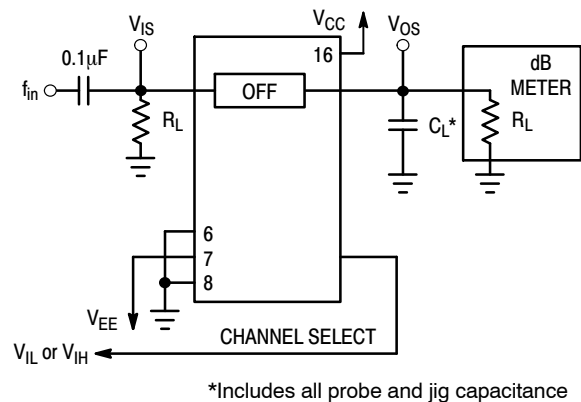 V_IS
V_CC
V_OS
0.1μF
16
dB
METER
f_in
OFF
R_L
C_L*
R_L
6
7
8
V_EE
CHANNEL SELECT
V_IL or V_IH
*Includes all probe and jig capacitance